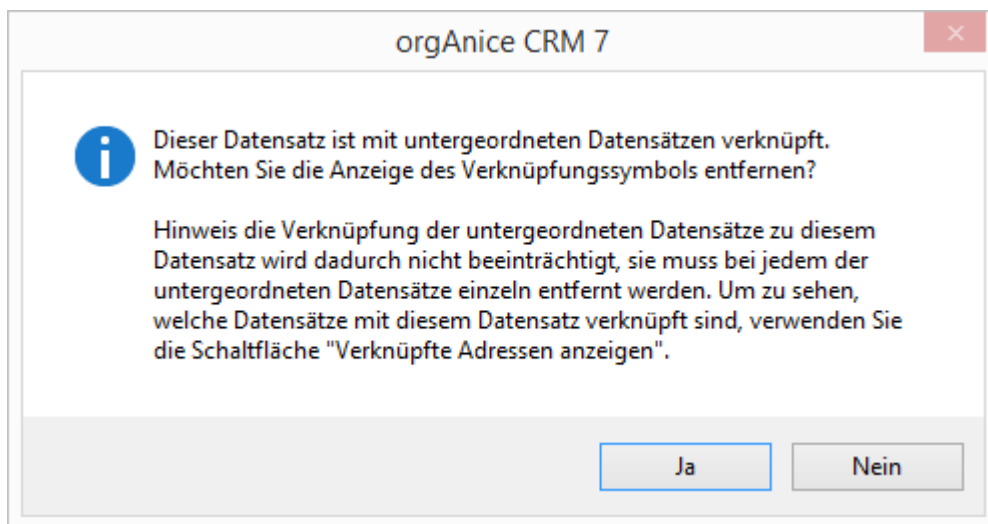 orgAnice CRM 7
Dieser Datensatz ist mit untergeordneten Datensätzen verknüpft.
Möchten Sie die Anzeige des Verknüpfungssymbols entfernen?
Hinweis die Verknüpfung der untergeordneten Datensätze zu diesem
Datensatz wird dadurch nicht beeinträchtigt, sie muss bei jedem der
untergeordneten Datensätze einzeln entfernt werden. Um zu sehen,
welche Datensätze mit diesem Datensatz verknüpft sind, verwenden Sie
die Schaltfläche "Verknüpfte Adressen anzeigen".
Ja
Nein